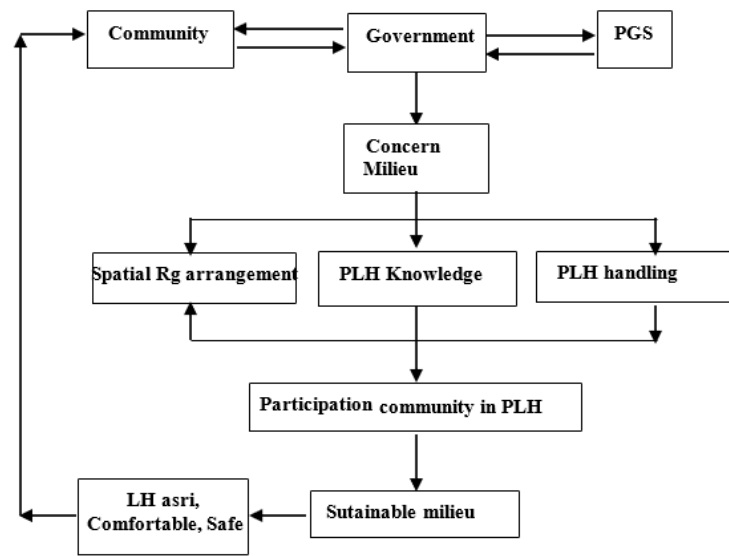 Community
Government
PGS
Concern
Milieu
Spatial Rg arrangement
PLH Knowledge
PLH handling
Participation community in PLH
LH asri,
Comfortable, Safe
Sutainable milieu